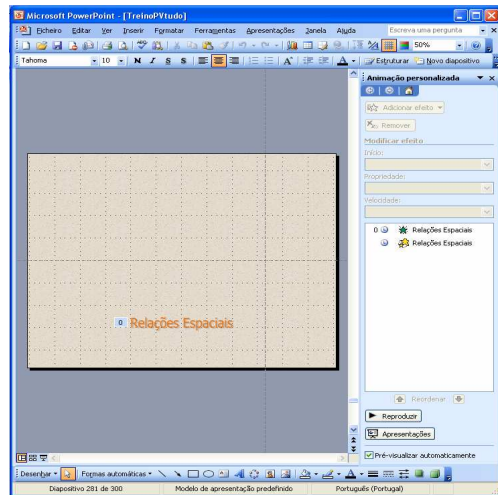 Microsoft PowerPoint - [TreinoPVtudo]
Ficheiro Editar Ver Inserir Formatar Ferramentas Apresentações Janela Ajuda Escreva uma pergunta
50%
Tahoma 10 N I S S A A Estruturar Novo diapositivo
Animação personalizada
Adicionar efeito
Remover
Modificar efeito
Início:
Propriedade:
Velocidade:
0 Relações Espaciais
Relações Espaciais
0 Relações Espaciais
Reordenar
Reproduzir
Apresentações
Pré-visualizar automaticamente
Desenhar Formas automáticas
Diapositivo 281 de 300 Modelo de apresentação predefinido Português (Portugal)